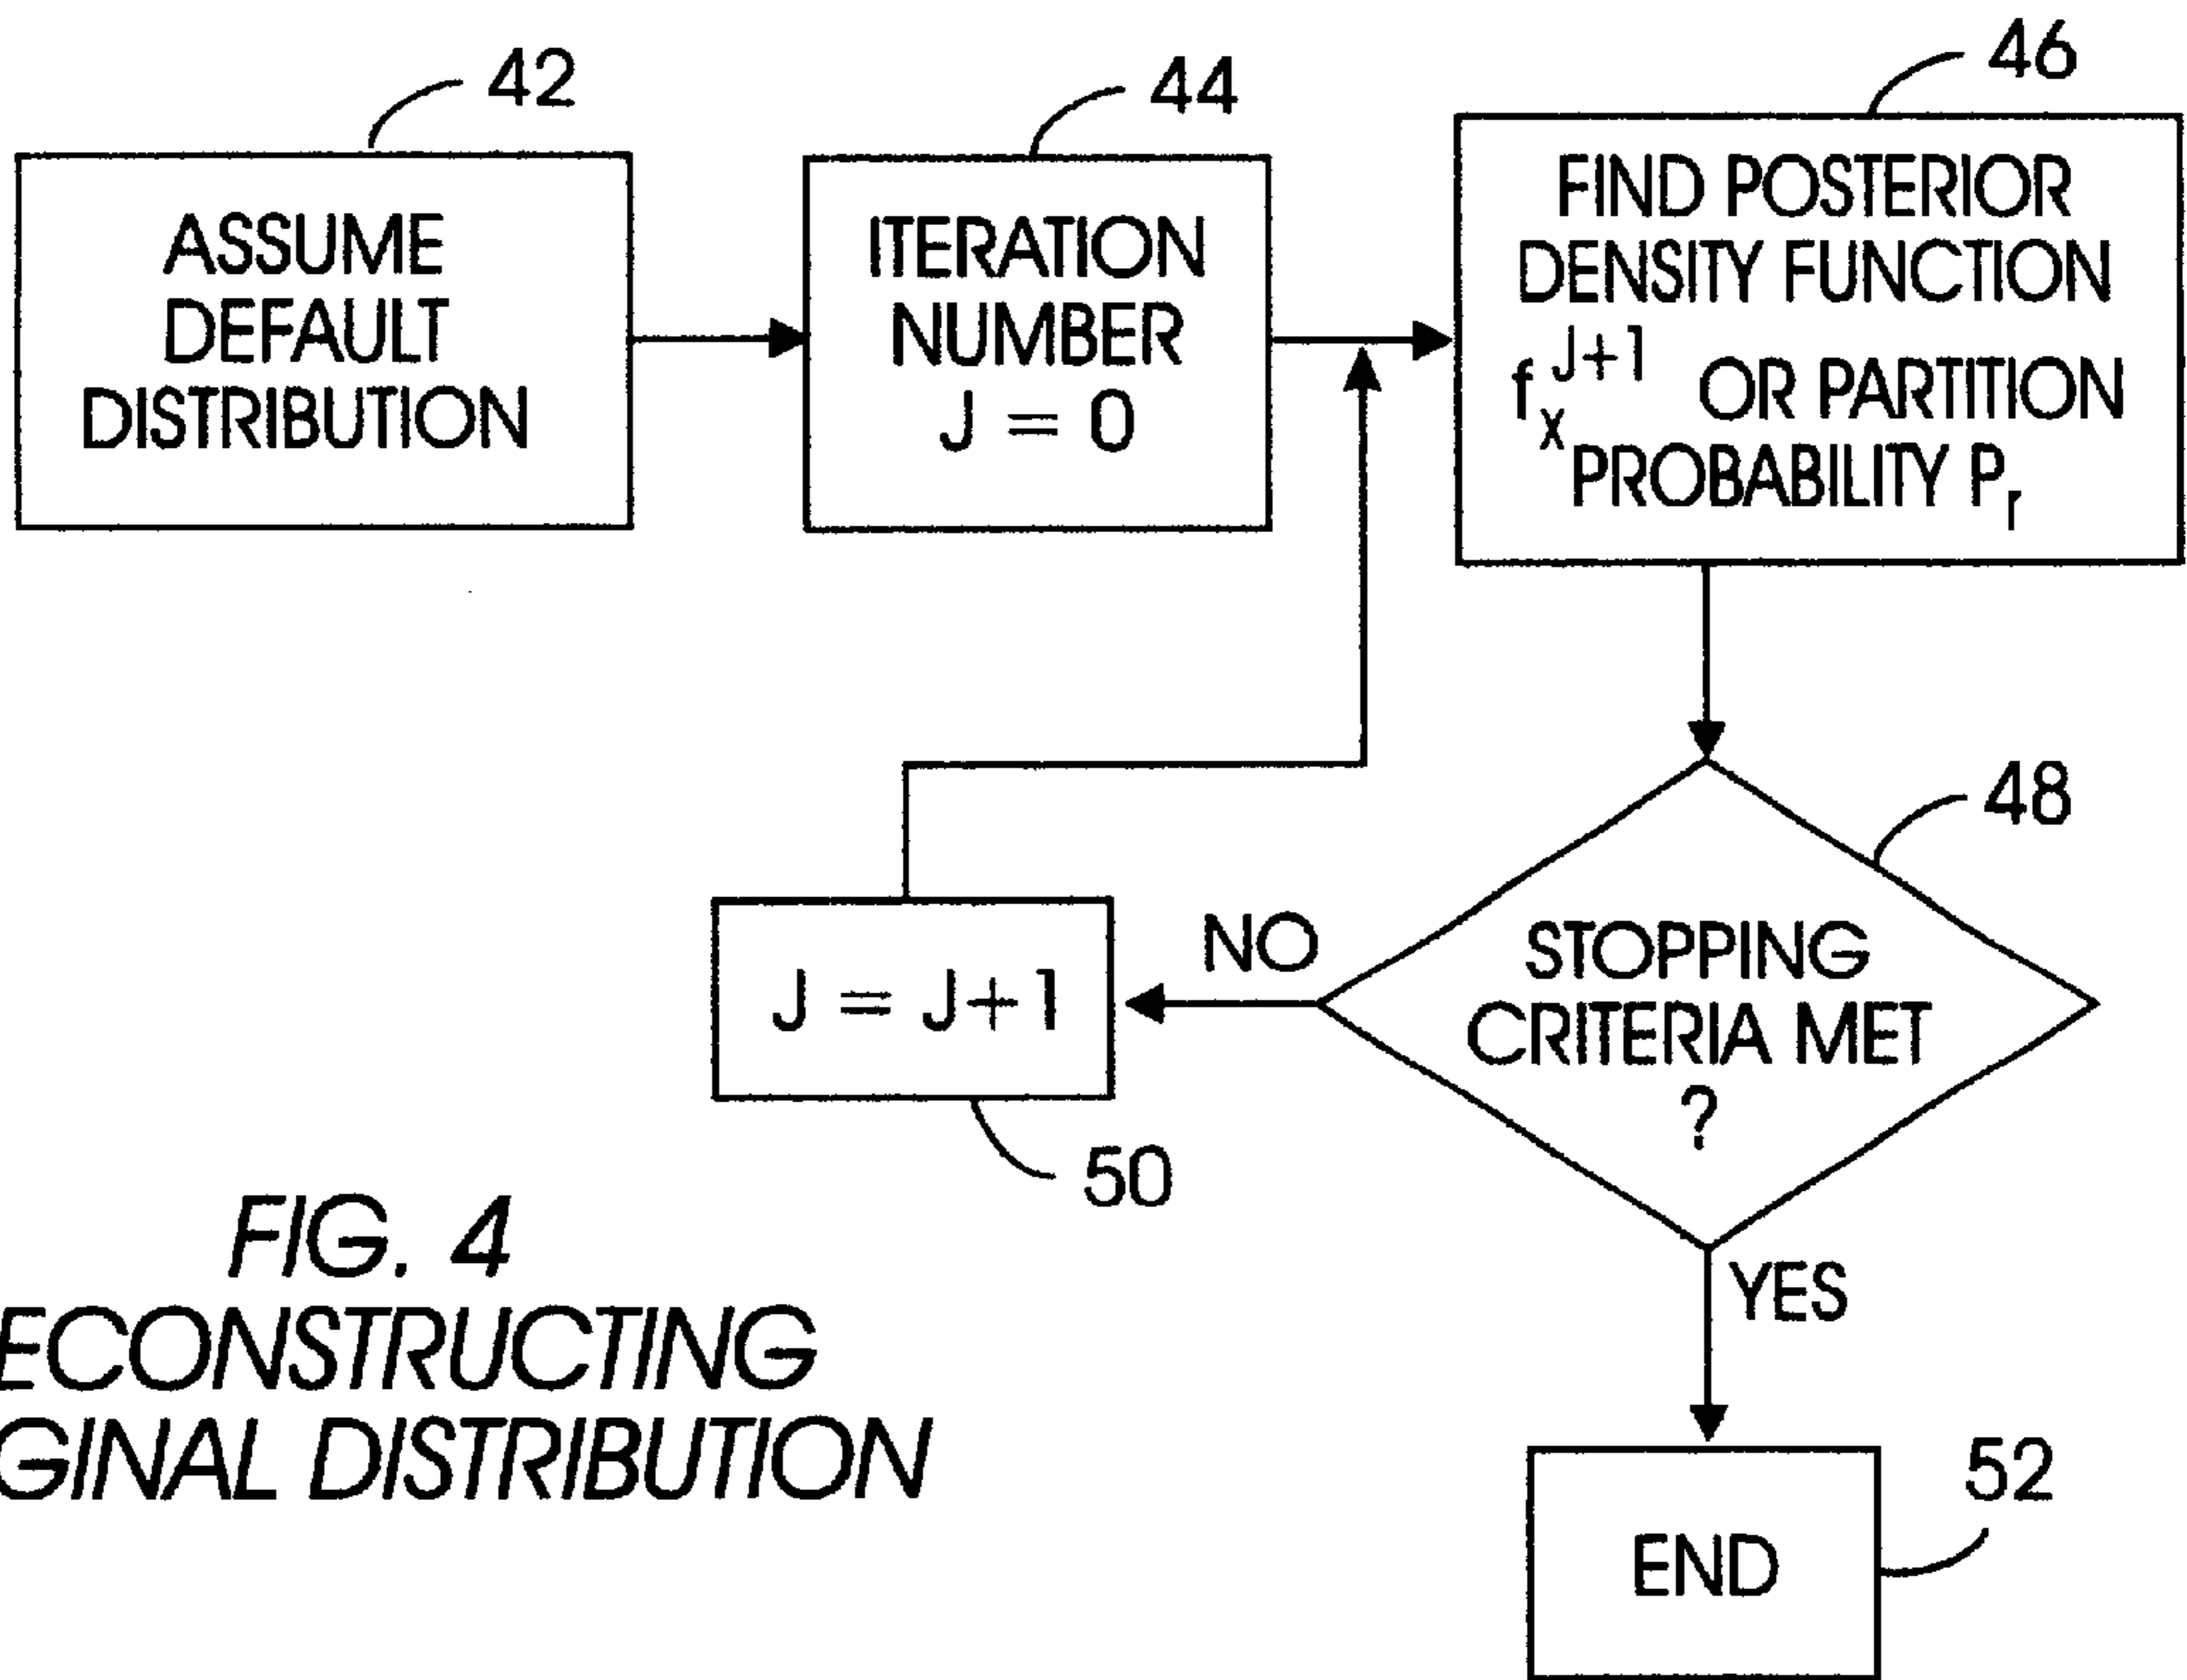 42
ASSUME
DEFAULT
DISTRIBUTION
44
ITERATION
NUMBER
J = 0
46
FIND POSTERIOR
DENSITY FUNCTION
f_x^{J+1} OR PARTITION
PROBABILITY P_r
48
STOPPING
CRITERIA MET
?
NO
J = J+1
50
YES
52
END
FIG. 4
ECONSTRUCTING
GINAL DISTRIBUTION